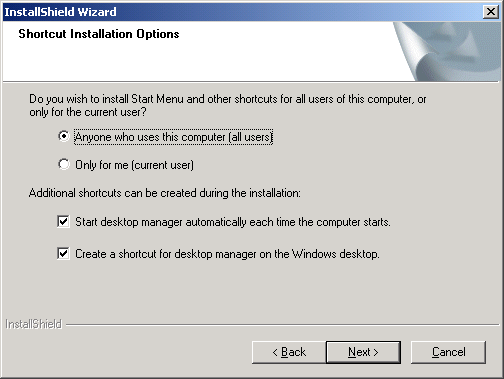 InstallShield Wizard
Shortcut Installation Options
Do you wish to install Start Menu and other shortcuts for all users of this computer, or
only for the current user?
Anyone who uses this computer (all users)
Only for me (current user)
Additional shortcuts can be created during the installation:
Start desktop manager automatically each time the computer starts.
Create a shortcut for desktop manager on the Windows desktop.
InstallShield
< Back
Next >
Cancel